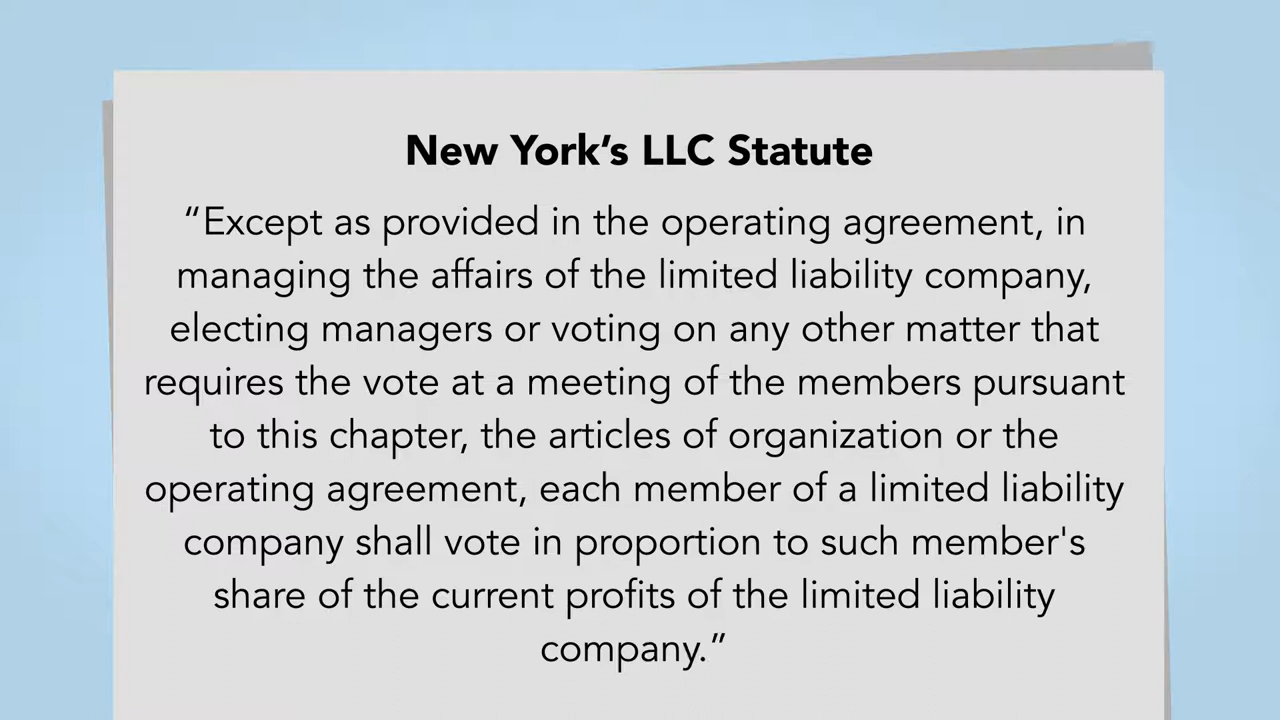 New York’s LLC Statute
“Except as provided in the operating agreement, in
managing the affairs of the limited liability company,
electing managers or voting on any other matter that
requires the vote at a meeting of the members pursuant
to this chapter, the articles of organization or the
operating agreement, each member of a limited liability
company shall vote in proportion to such member's
share of the current profits of the limited liability
company.”